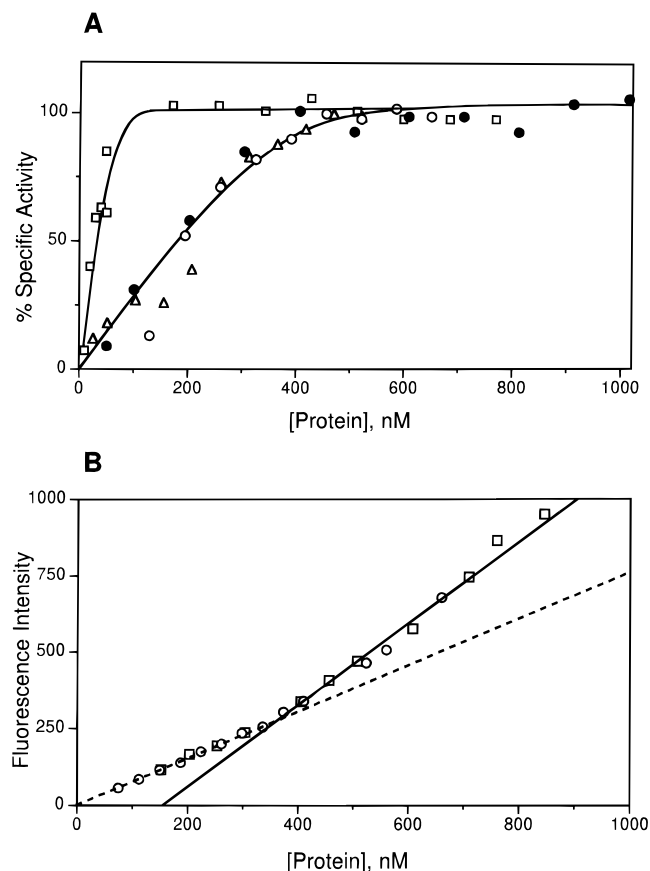 A
100
50
0
% Specific Activity
0 200 400 600 800 1000
[Protein], nM
B
1000
750
500
250
0
Fluorescence Intensity
0 200 400 600 800 1000
[Protein], nM